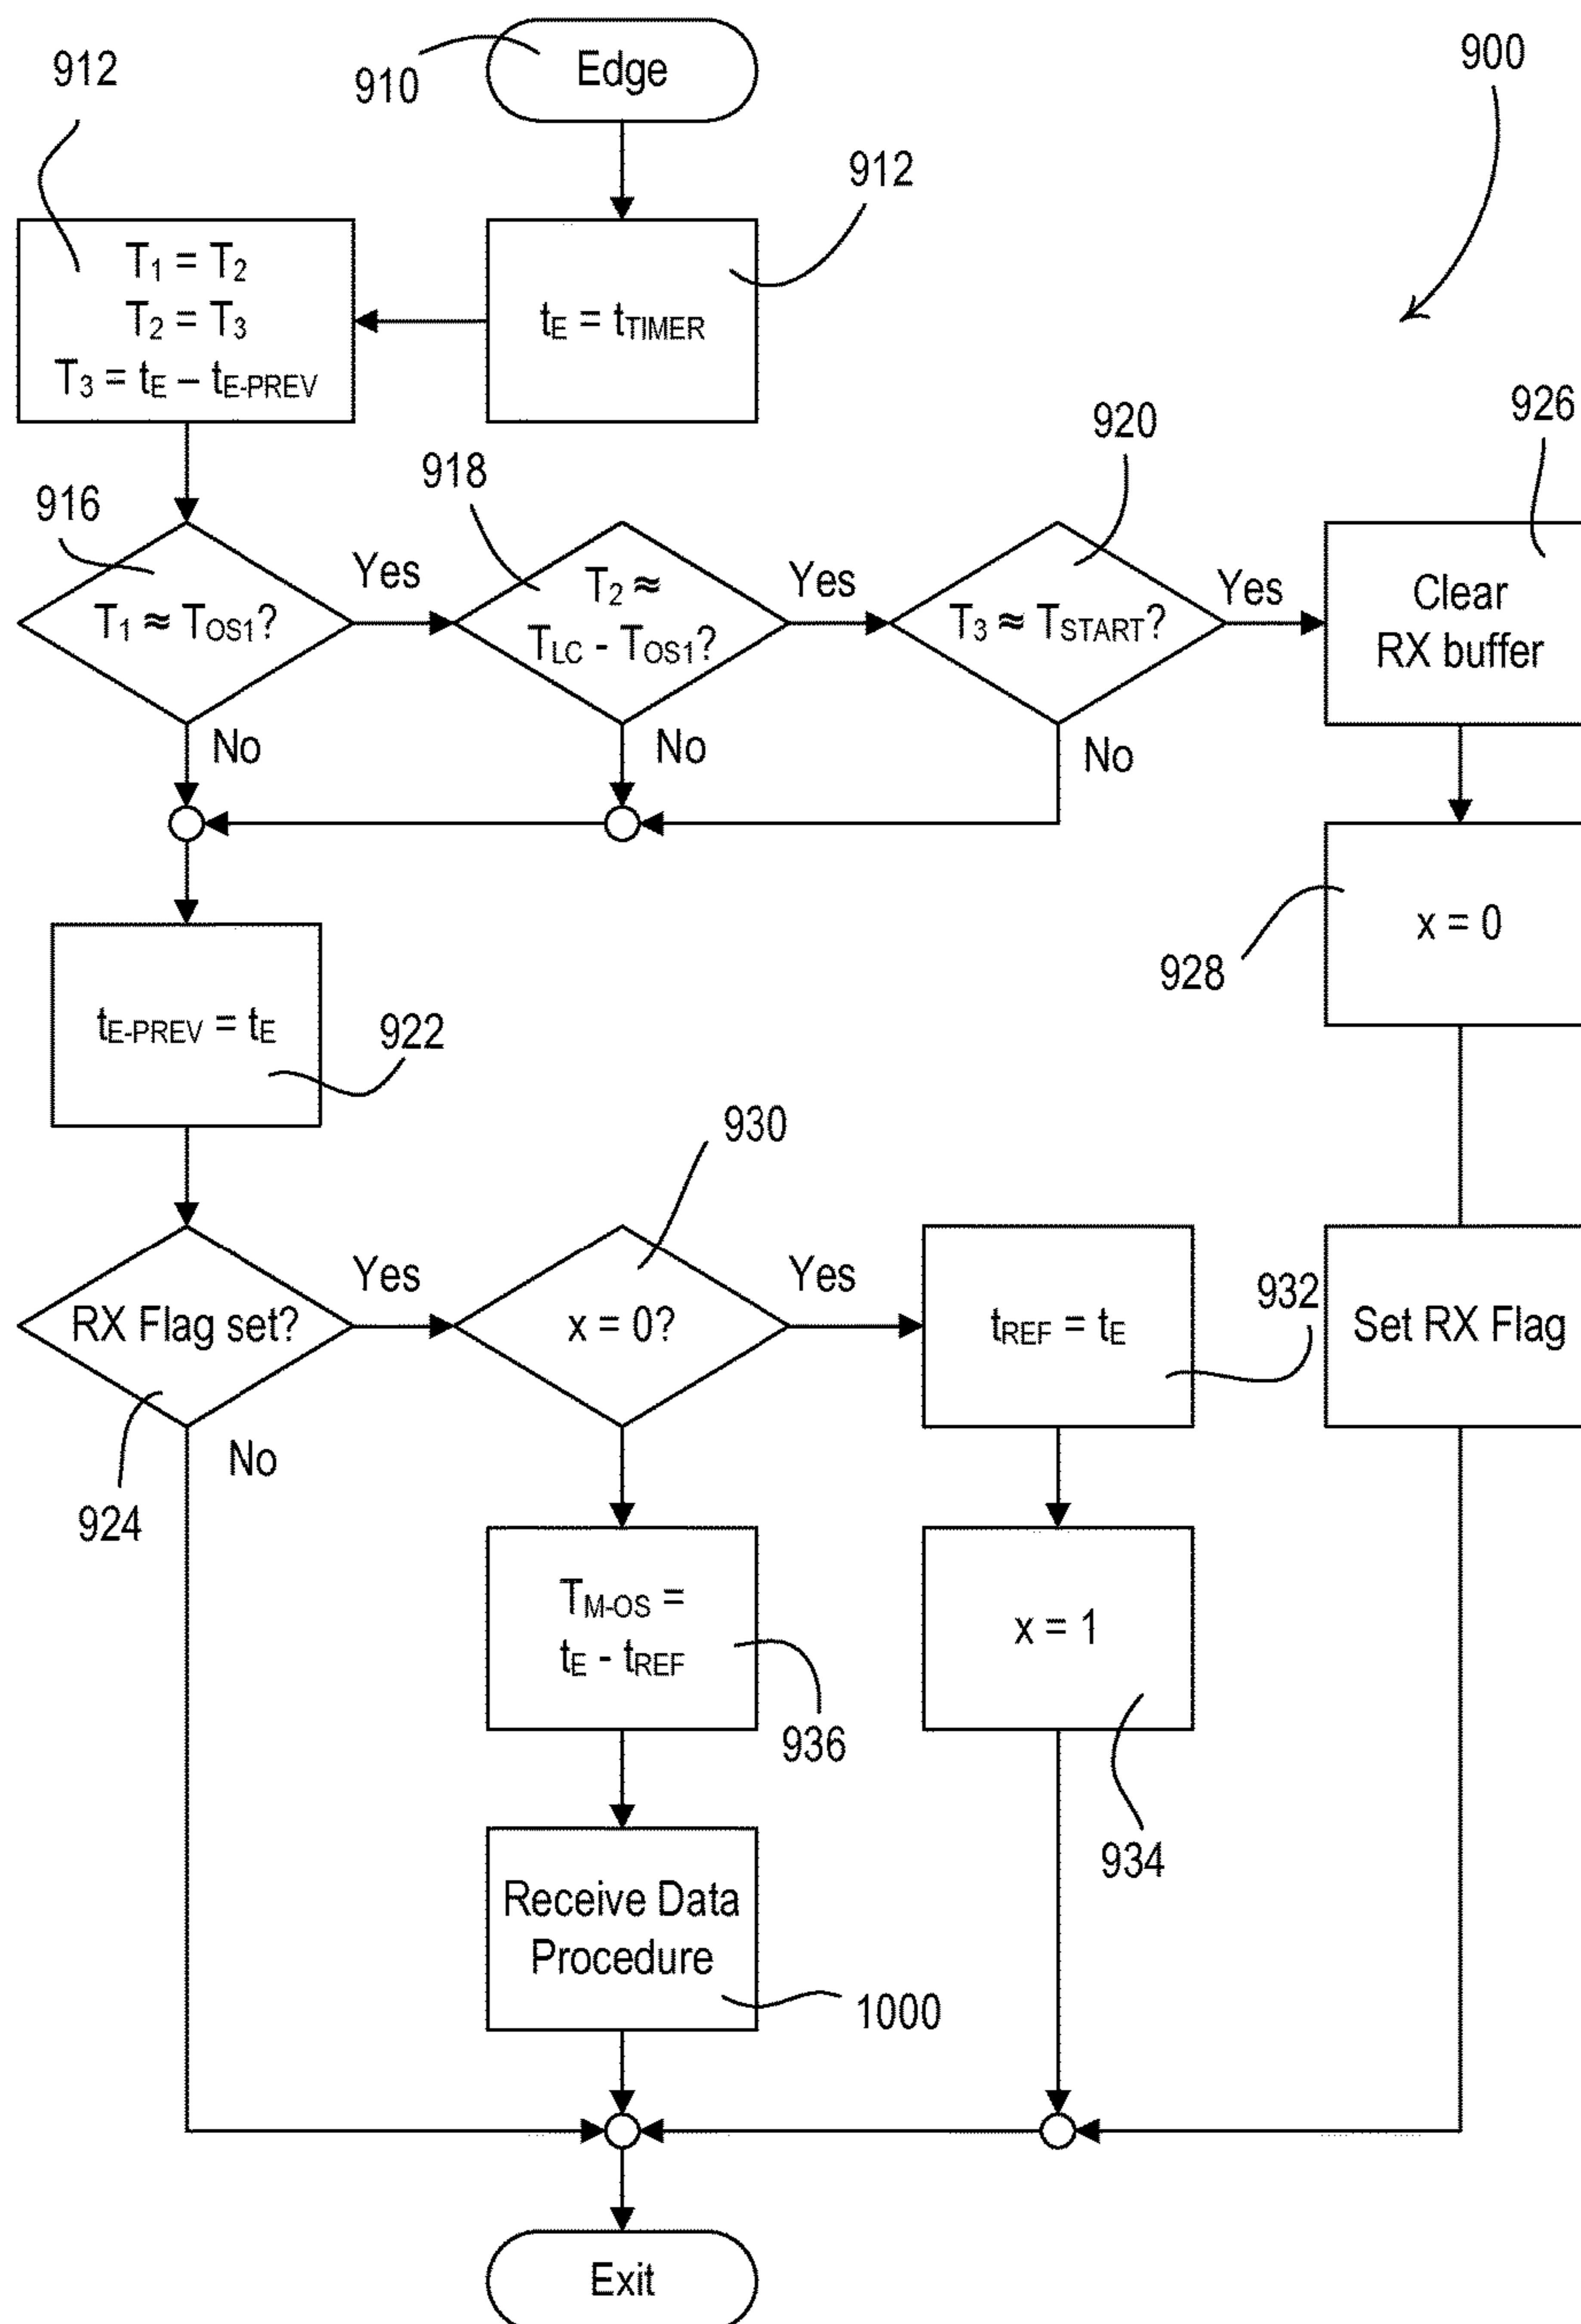 900
910
Edge
912
912
T₁ = T₂
T₂ = T₃
T₃ = tE – tE-PREV
tE = tTIMER
916
T₁ ≈ TOS1?
Yes
No
918
T₂ ≈
TLC - TOS1?
Yes
No
920
T₃ ≈ TSTART?
Yes
No
926
Clear
RX buffer
928
x = 0
tE-PREV = tE
922
924
RX Flag set?
Yes
No
930
x = 0?
Yes
tREF = tE
932
Set RX Flag
TM-OS =
tE - tREF
936
x = 1
934
Receive Data
Procedure
1000
Exit